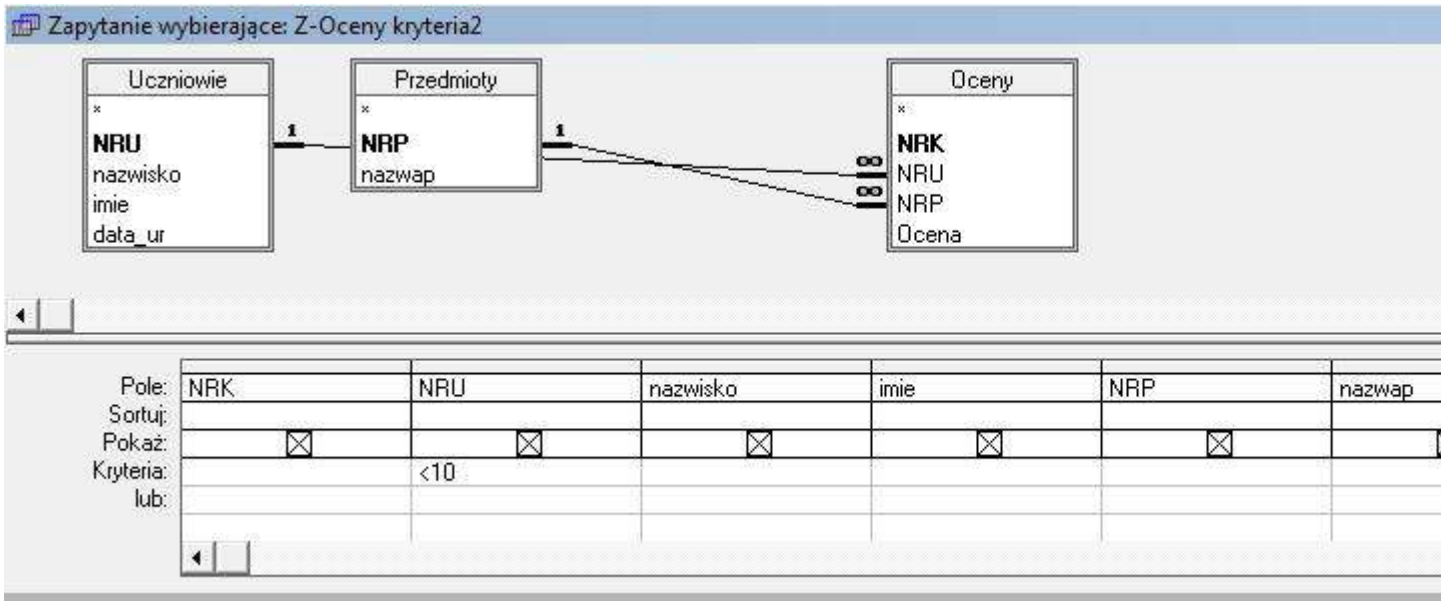 Zapytanie wybierające: Z-Oceny kryteria2
Uczniowie
*
NRU
nazwisko
imie
data_ur
1
Przedmioty
*
NRP
nazwap
1
Oceny
*
NRK
∞ NRU
∞ NRP
Ocena
Pole: NRK NRU nazwisko imie NRP nazwap
Sortuj:
Pokaż:
Kryteria: <10
lub: